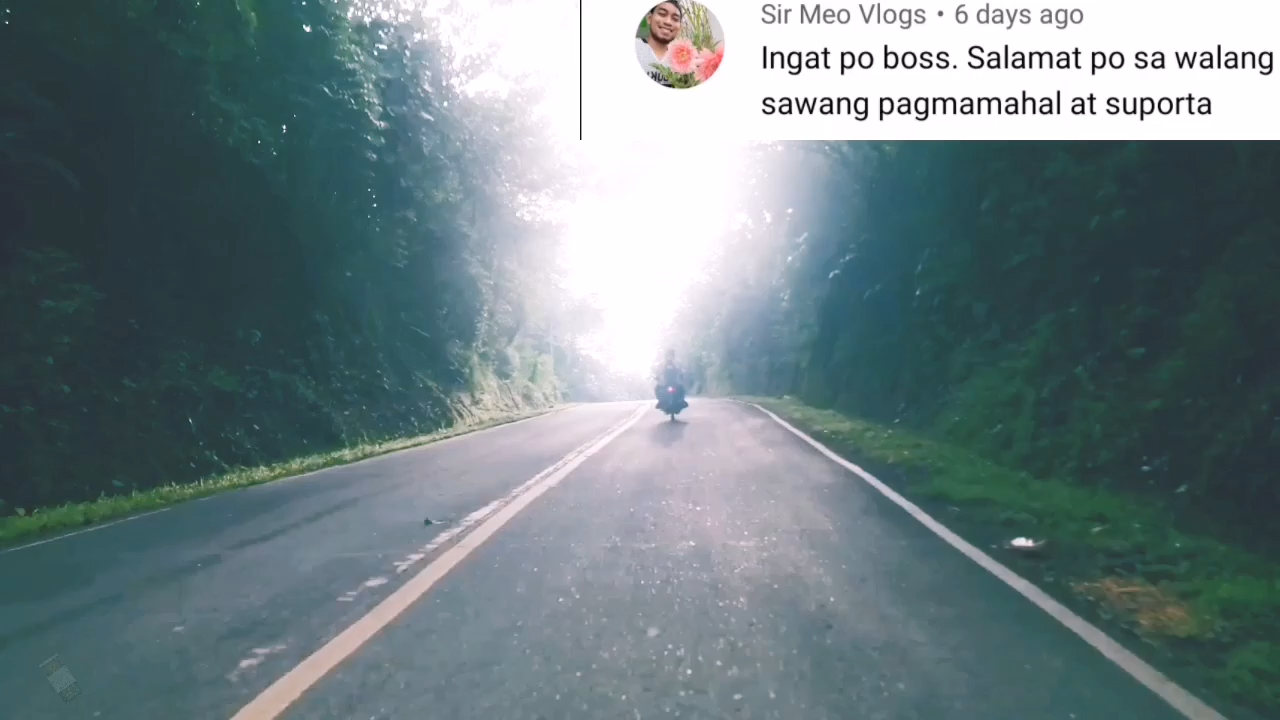 Sir Meo Vlogs • 6 days ago
Ingat po boss. Salamat po sa walang
sawang pagmamahal at suporta